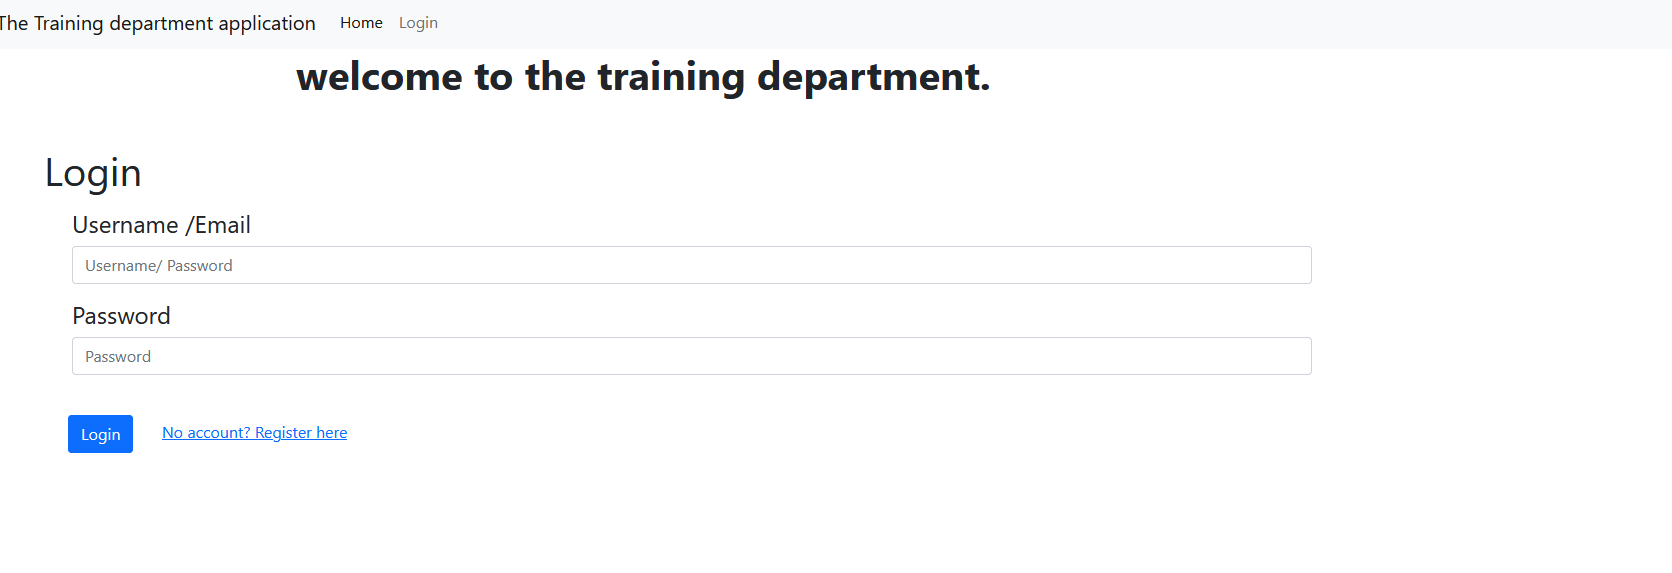 The Training department application Home Login
welcome to the training department.
Login
Username /Email
Username/ Password
Password
Password
Login No account? Register here